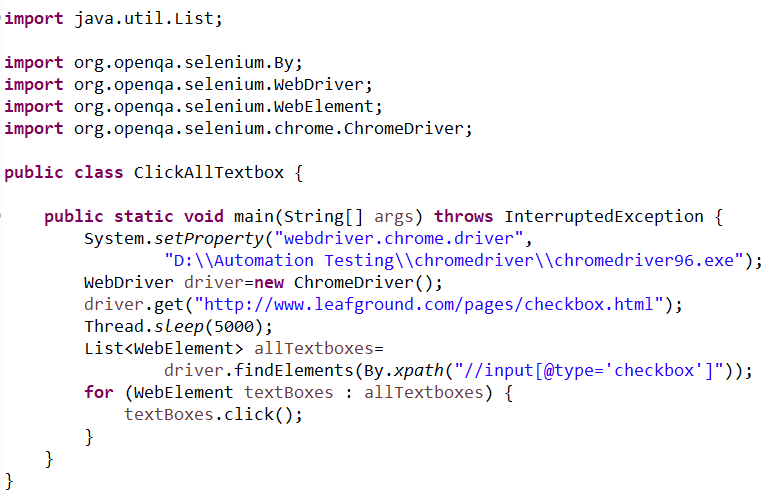 import java.util.List;
import org.openqa.selenium.By;
import org.openqa.selenium.WebDriver;
import org.openqa.selenium.WebElement;
import org.openqa.selenium.chrome.ChromeDriver;
public class ClickAllTextbox {
public static void main(String[] args) throws InterruptedException {
System.setProperty("webdriver.chrome.driver",
"D:\\Automation Testing\\chromedriver\\chromedriver96.exe");
WebDriver driver=new ChromeDriver();
driver.get("http://www.leafground.com/pages/checkbox.html");
Thread.sleep(5000);
List<WebElement> allTextboxes=
driver.findElements(By.xpath("//input[@type='checkbox']"));
for (WebElement textBoxes : allTextboxes) {
textBoxes.click();
}
}
}